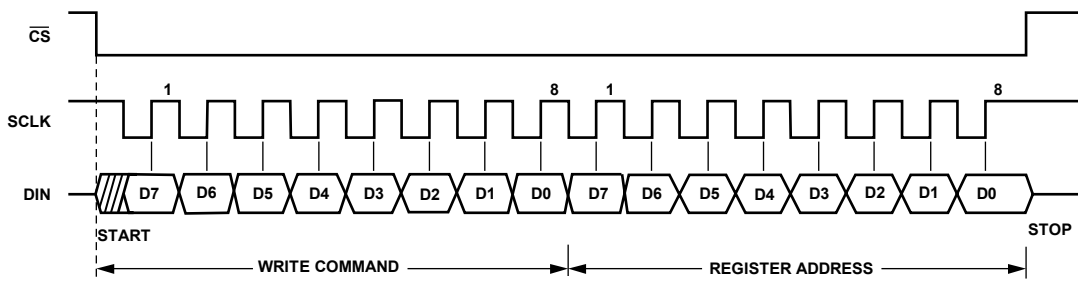 CS
1 8 1 8
SCLK
DIN D7 D6 D5 D4 D3 D2 D1 D0 D7 D6 D5 D4 D3 D2 D1 D0
START STOP
WRITE COMMAND REGISTER ADDRESS